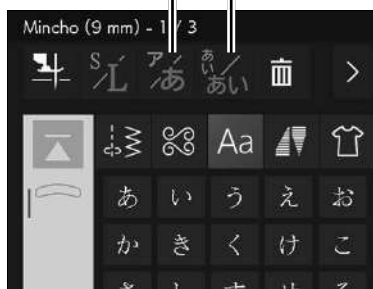 Mincho (9 mm) - 1 / 3
S/L ア/あ あい/あい >
Aa
あ い う え お
か き く け こ